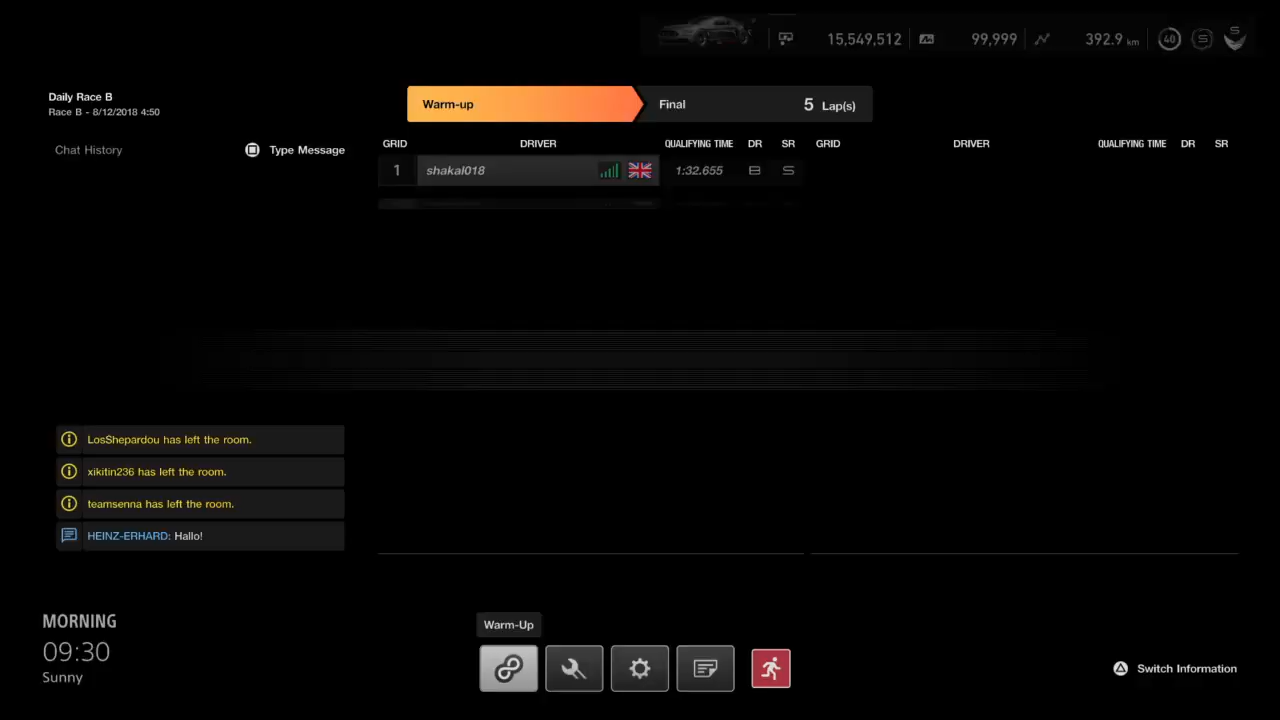 15,549,512 99,999 392.9 km 40 S S
Daily Race B
Race B - 8/12/2018 4:50
Warm-up Final 5 Lap(s)
Chat History Type Message
GRID DRIVER QUALIFYING TIME DR SR GRID DRIVER QUALIFYING TIME DR SR
1 shakal018 1:32.655 B S
LosShepardou has left the room.
xikitin236 has left the room.
teamsenna has left the room.
HEINZ-ERHARD: Hallo!
MORNING
09:30
Sunny
Warm-Up
Switch Information